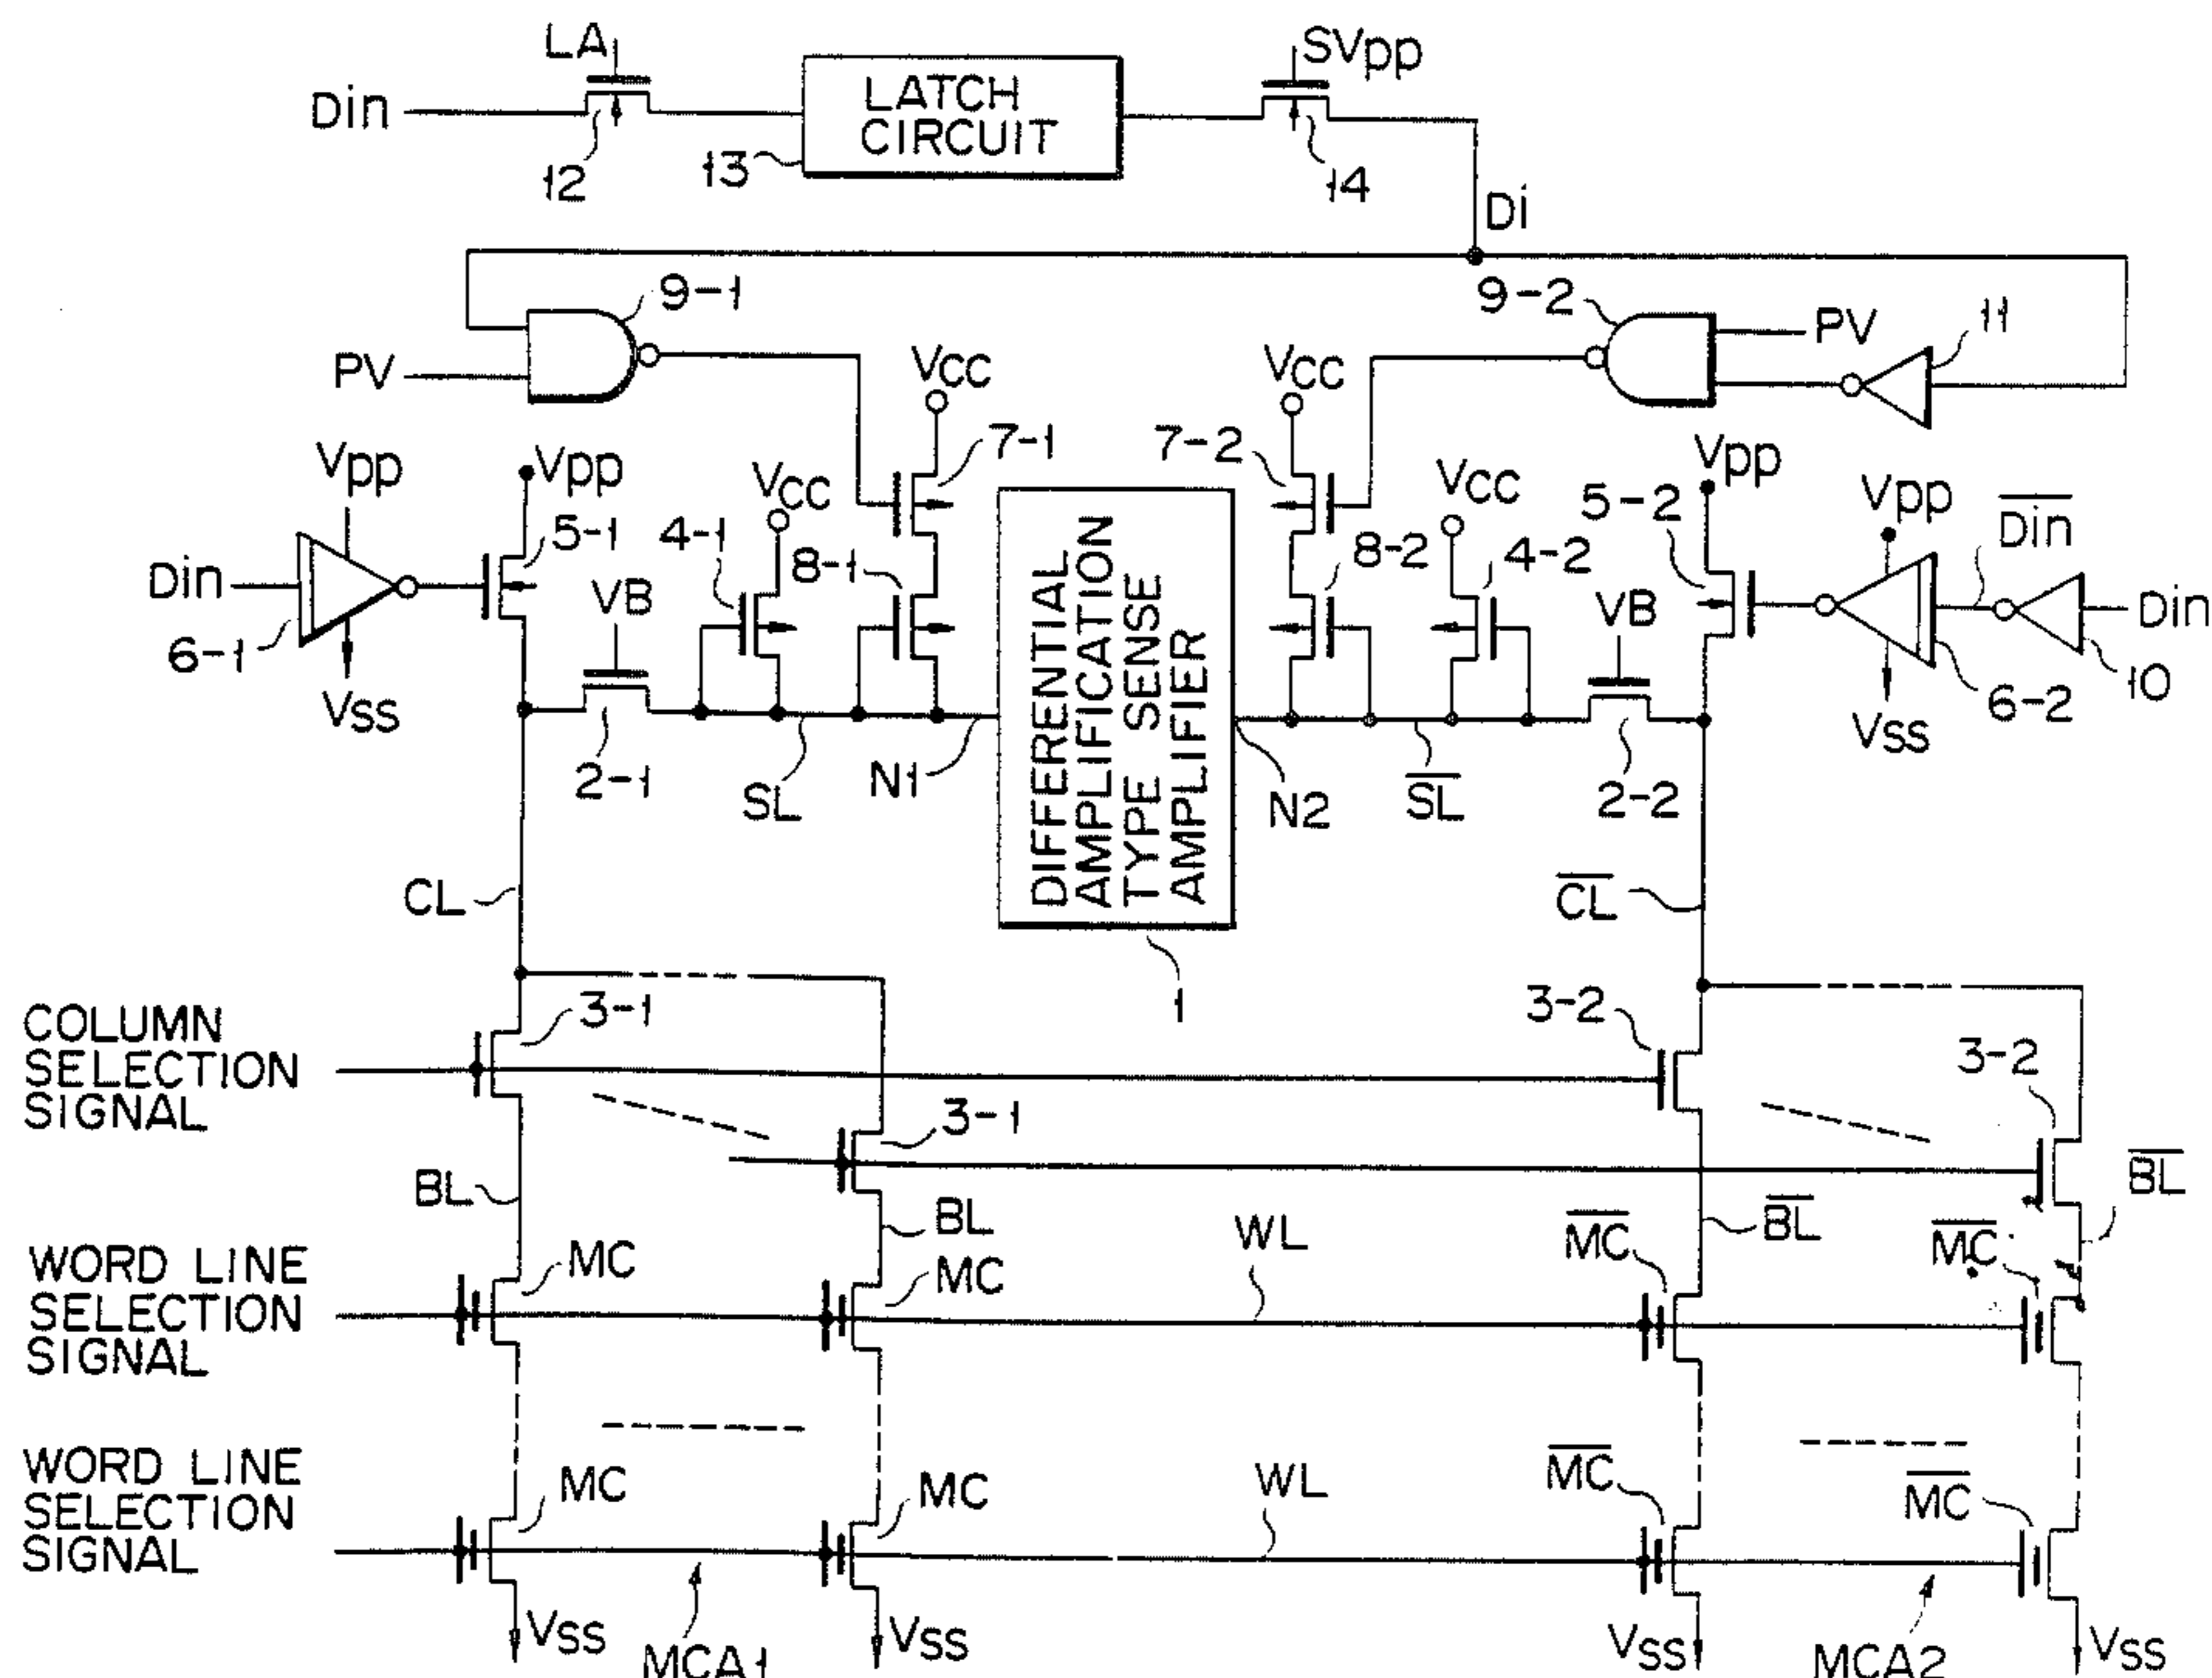 LA
SVpp
Din
LATCH
CIRCUIT
12
13
14
Di
9-1
9-2
PV
PV
11
VCC
VCC
7-1
7-2
Vpp
Vpp
VCC
VCC
Vpp
Vpp
Din
5-1
4-1
8-1
8-2
4-2
5-2
Din
VB
VB
Din
6-1
VSS
10
6-2
VSS
2-1
SL
N1
DIFFERENTIAL
AMPLIFICATION
TYPE SENSE
AMPLIFIER
N2
SL
2-2
CL
CL
1
COLUMN
SELECTION
SIGNAL
3-1
3-2
3-2
3-1
BL
BL
BL
BL
WORD LINE
SELECTION
SIGNAL
MC
MC
WL
MC
MC
WORD LINE
SELECTION
SIGNAL
MC
MC
WL
MC
MC
VSS
MCA1
VSS
VSS
MCA2
VSS